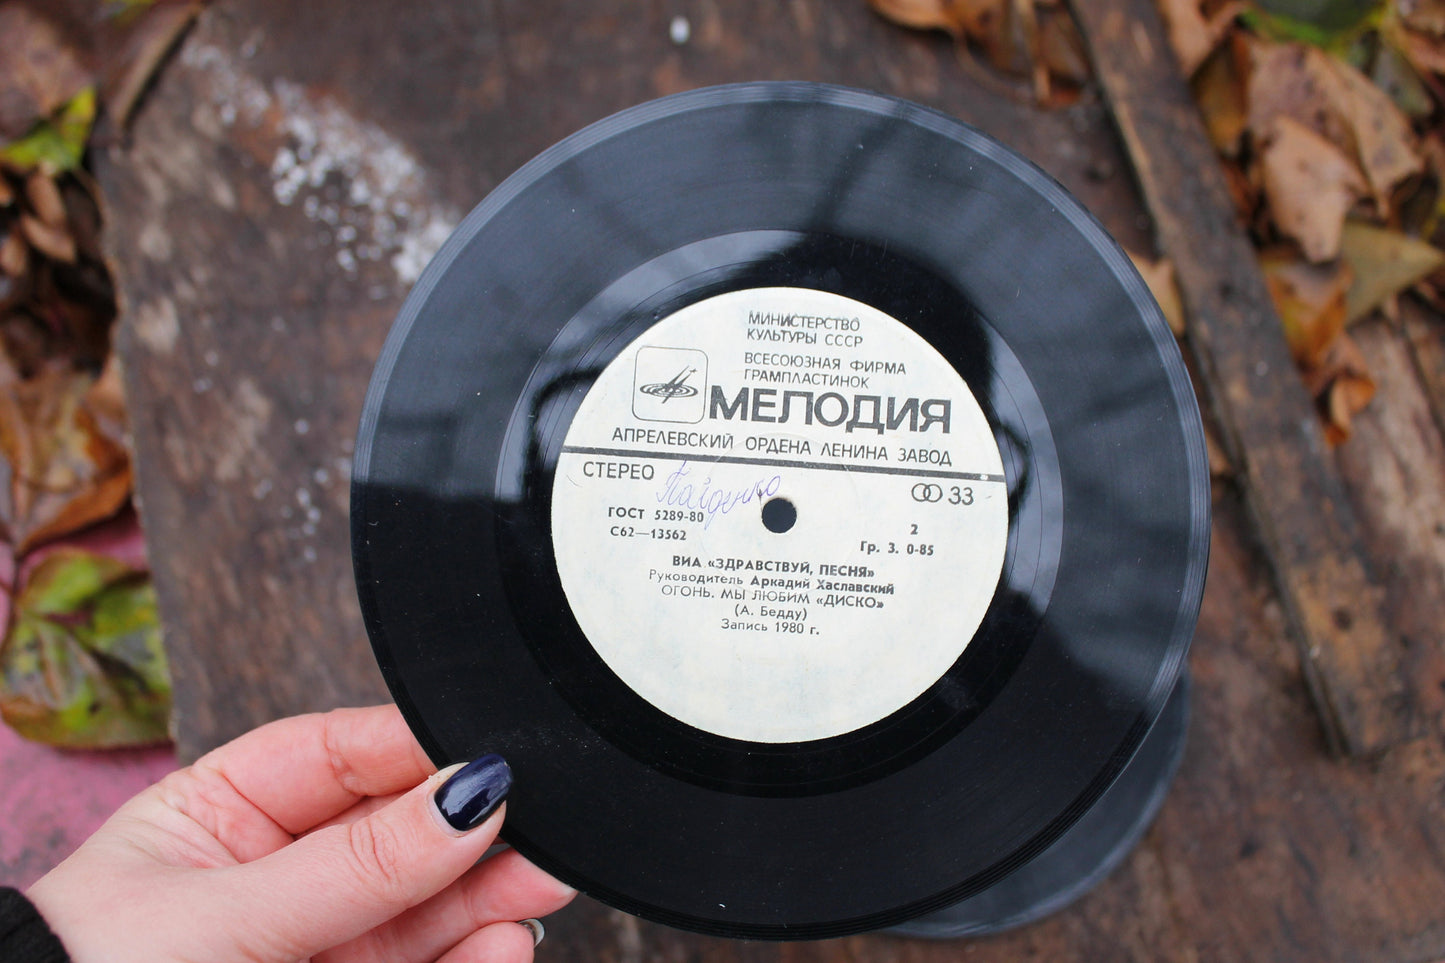 МИНИСТЕРСТВО
КУЛЬТУРЫ СССР
ВСЕСОЮЗНАЯ ФИРМА
ГРАМПЛАСТИНОК
МЕЛОДИЯ
АПРЕЛЕВСКИЙ ОРДЕНА ЛЕНИНА ЗАВОД
СТЕРЕО 33
ГОСТ 5289-80 2
С62—13562 Гр. 3. 0-85
ВИА «ЗДРАВСТВУЙ, ПЕСНЯ»
Руководитель Аркадий Хаславский
ОГОНЬ. МЫ ЛЮБИМ «ДИСКО»
(А. Бедду)
Запись 1980 г.